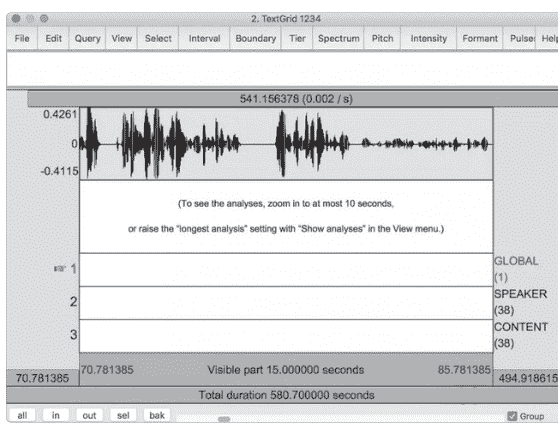 2. TextGrid 1234
File Edit Query View Select Interval Boundary Tier Spectrum Pitch Intensity Formant Pulse Help
541.156378 (0.002 / s)
0.4261
0
-0.4115
(To see the analyses, zoom in to at most 10 seconds,
or raise the "longest analysis" setting with "Show analyses" in the View menu.)
☞ 1 GLOBAL
(1)
2 SPEAKER
(38)
3 CONTENT
(38)
70.781385 70.781385 Visible part 15.000000 seconds 85.781385 494.918615
Total duration 580.700000 seconds
all in out sel bak Group